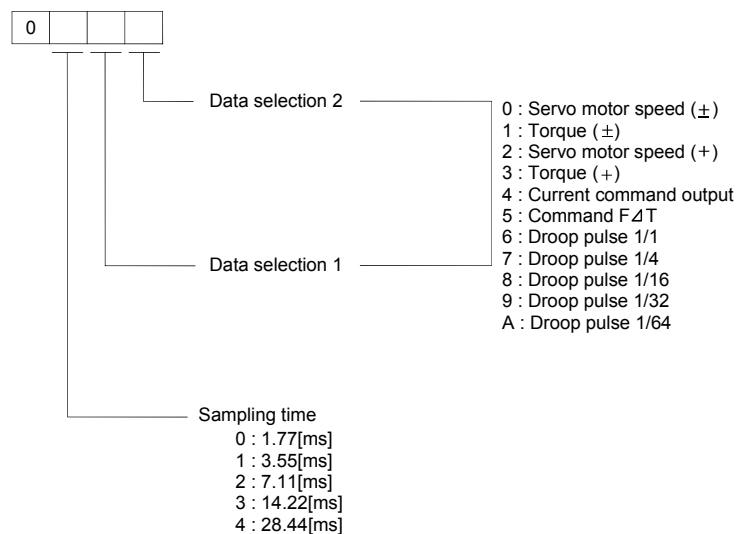 0
Data selection 2
0 : Servo motor speed (±)
1 : Torque (±)
2 : Servo motor speed (+)
3 : Torque (+)
4 : Current command output
5 : Command F⊿T
6 : Droop pulse 1/1
7 : Droop pulse 1/4
8 : Droop pulse 1/16
9 : Droop pulse 1/32
A : Droop pulse 1/64
Data selection 1
Sampling time
0 : 1.77[ms]
1 : 3.55[ms]
2 : 7.11[ms]
3 : 14.22[ms]
4 : 28.44[ms]